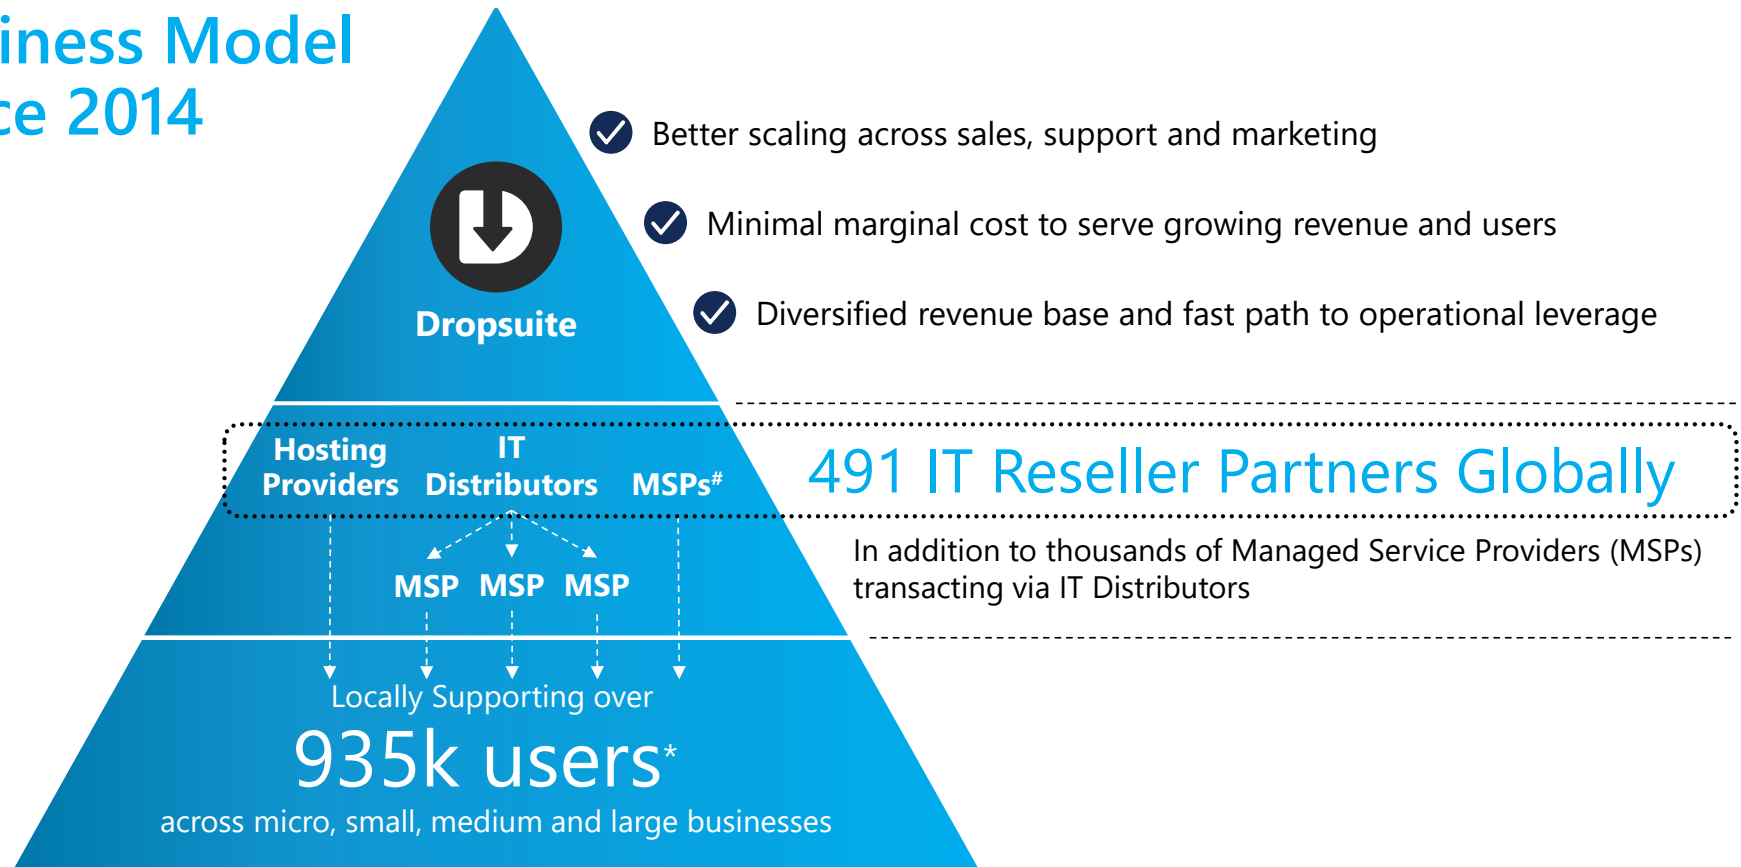 iness Model
ce 2014
Better scaling across sales, support and marketing
Minimal marginal cost to serve growing revenue and users
Diversified revenue base and fast path to operational leverage
Dropsuite
Hosting
Providers
IT
Distributors
MSPs#
491 IT Reseller Partners Globally
In addition to thousands of Managed Service Providers (MSPs)
transacting via IT Distributors
MSP MSP MSP
Locally Supporting over
935k users*
across micro, small, medium and large businesses